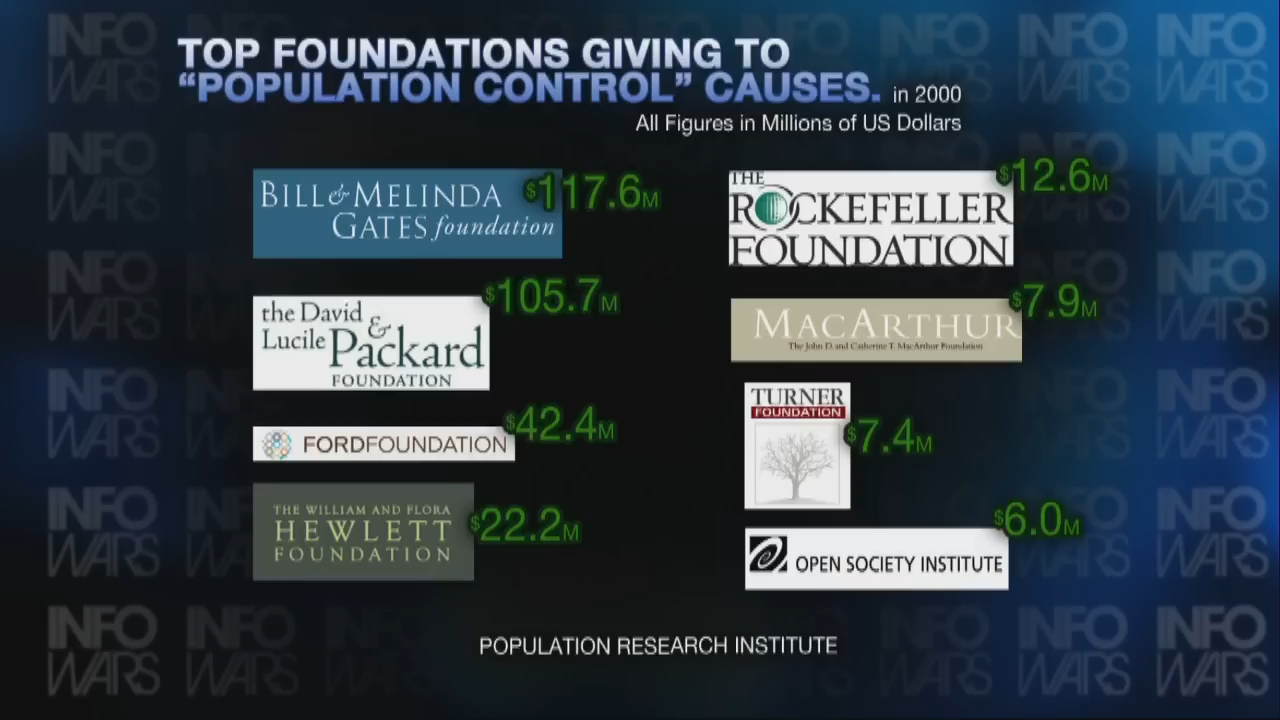 TOP FOUNDATIONS GIVING TO
“POPULATION CONTROL” CAUSES. in 2000
All Figures in Millions of US Dollars
BILL & MELINDA
GATES foundation
$117.6M
the David
& Lucile Packard
FOUNDATION
$105.7M
FORDFOUNDATION
$42.4M
THE WILLIAM AND FLORA
HEWLETT
FOUNDATION
$22.2M
THE
ROCKEFELLER
FOUNDATION
$12.6M
MACARTHUR
The John D. and Catherine T. MacArthur Foundation
$7.9M
TURNER
FOUNDATION
$7.4M
OPEN SOCIETY INSTITUTE
$6.0M
POPULATION RESEARCH INSTITUTE
INFO
WARS